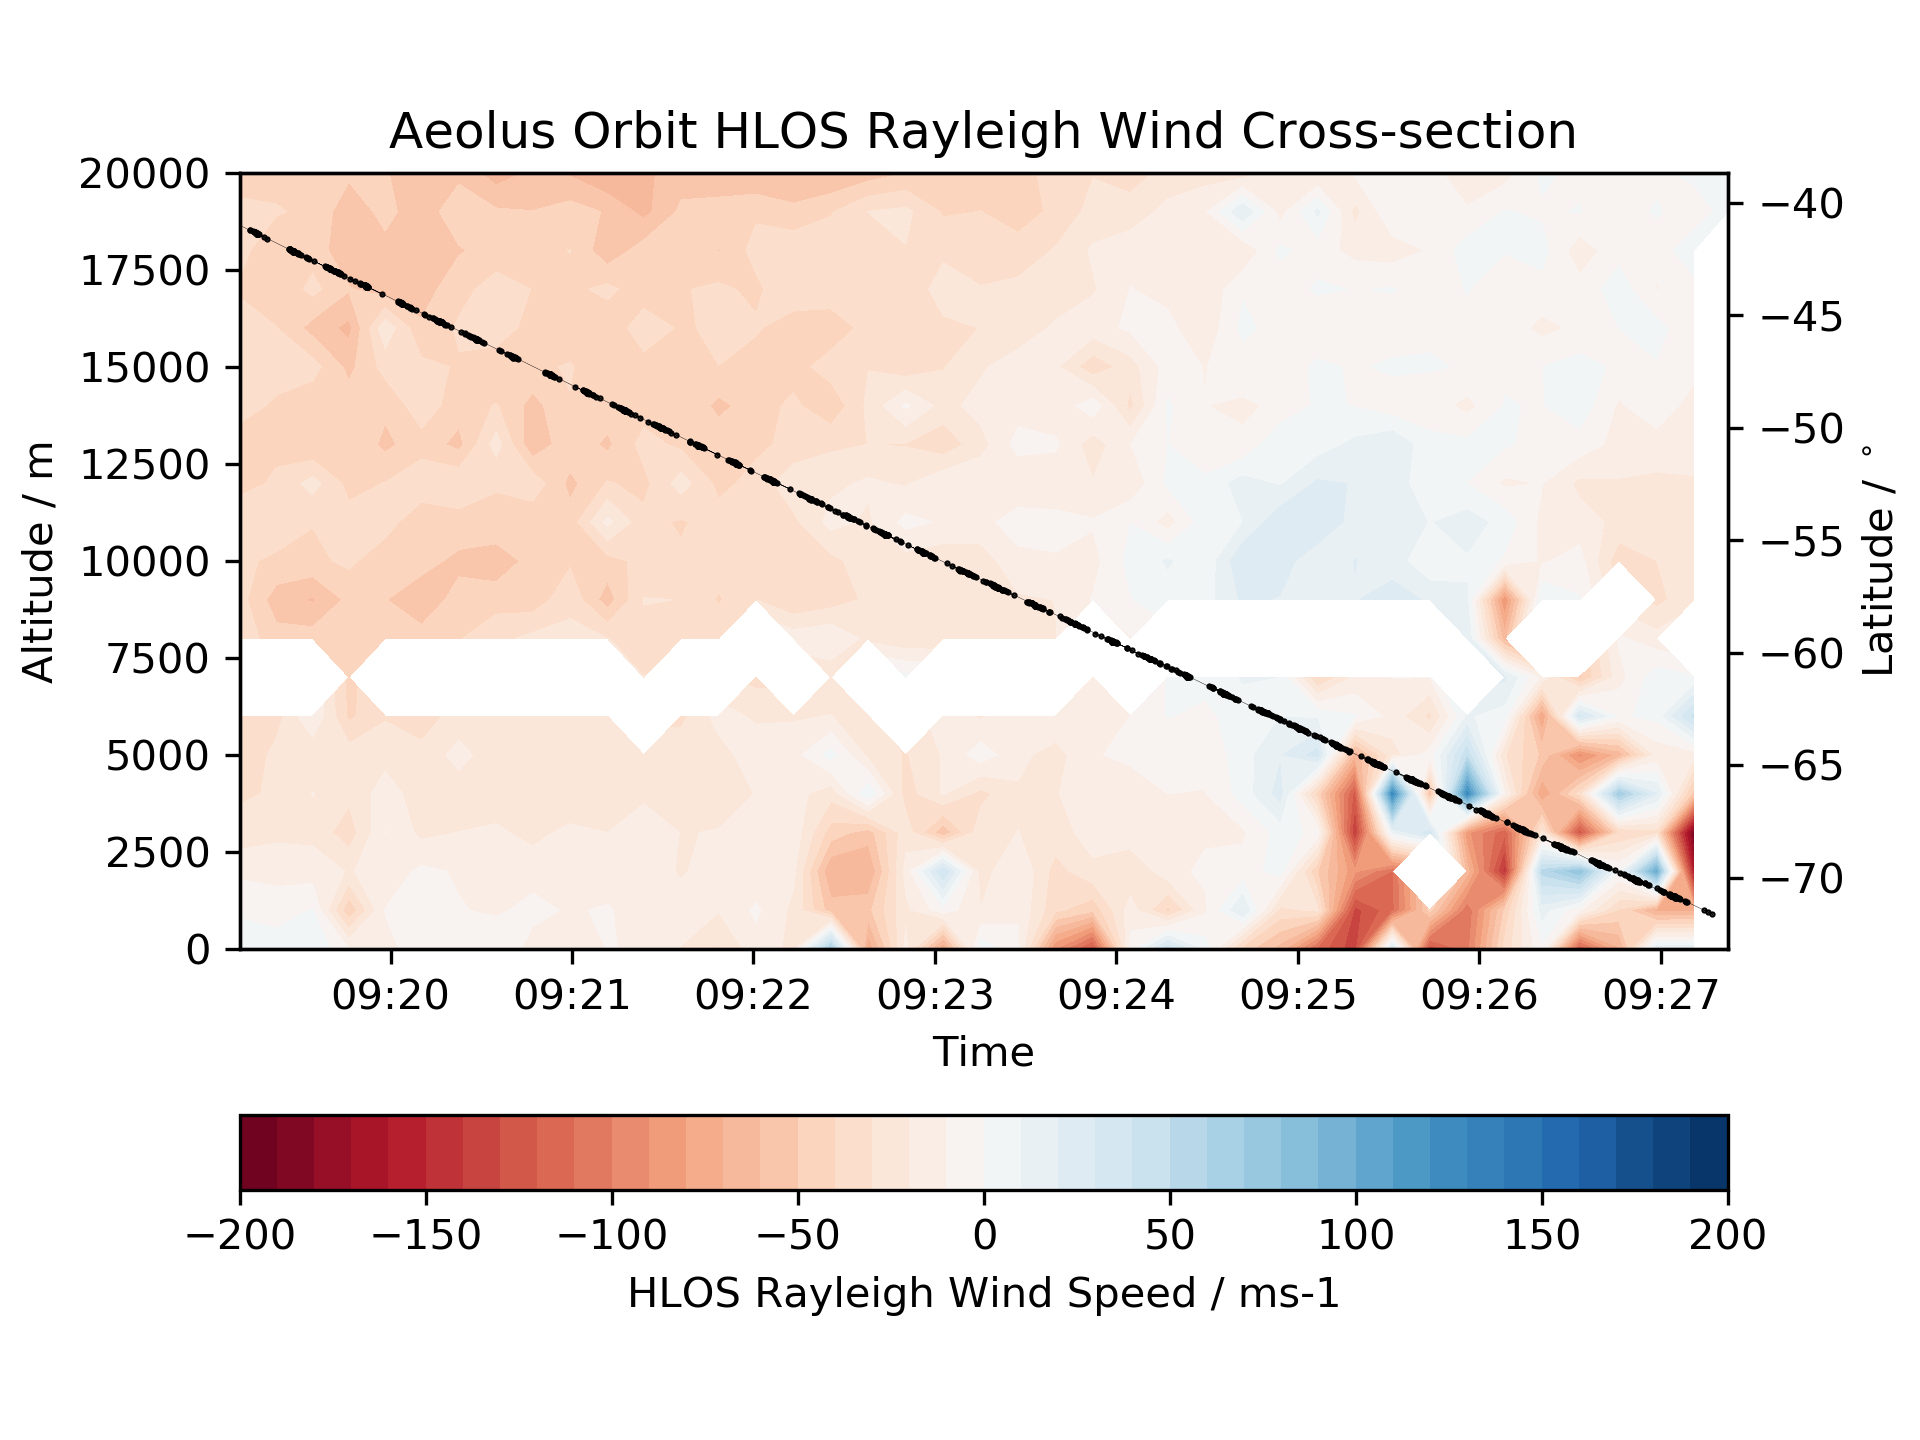 Aeolus Orbit HLOS Rayleigh Wind Cross-section
20000
17500
15000
12500
10000
7500
5000
2500
0
Altitude / m
−40
−45
−50
−55
−60
−65
−70
Latitude / °
09:20 09:21 09:22 09:23 09:24 09:25 09:26 09:27
Time
−200 −150 −100 −50 0 50 100 150 200
HLOS Rayleigh Wind Speed / ms-1